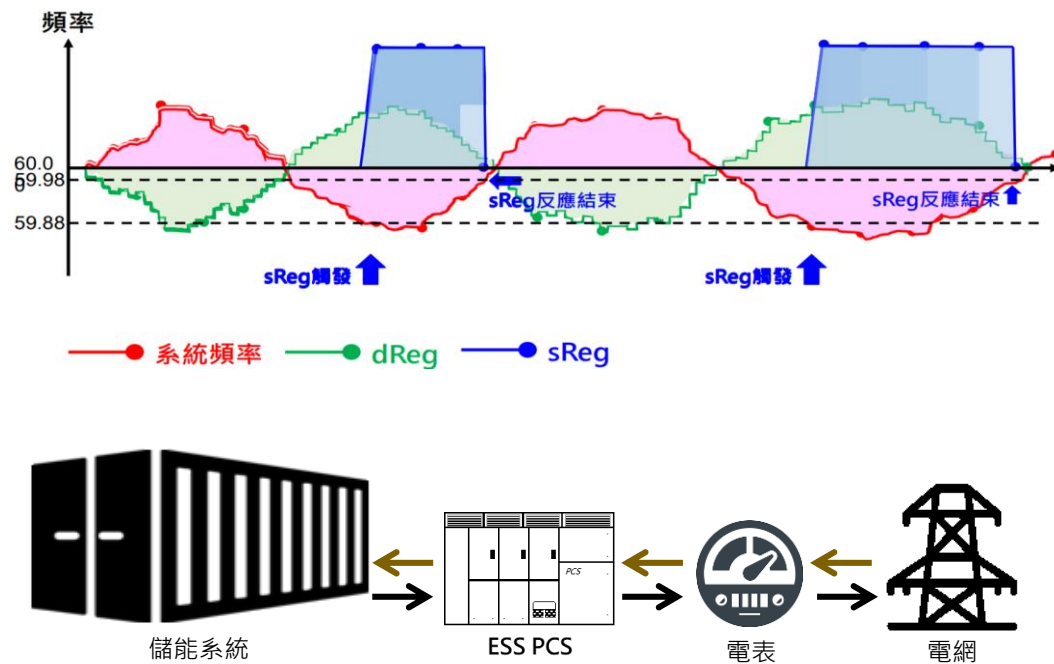 頻率
60.0
0
59.98
59.88
sReg反應結束
sReg反應結束
sReg觸發
sReg觸發
系統頻率
dReg
sReg
PCS
儲能系統
ESS PCS
電表
電網